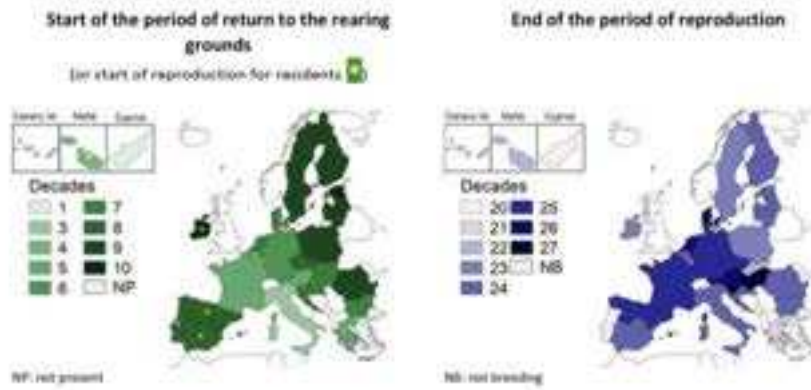 Start of the period of return to the rearing
grounds
(or start of reproduction for residents
End of the period of reproduction
Canary Is
Malta
Cyprus
Decades
1
3
4
5
6
7
8
9
10
NP
NP: not present
Canary Is
Malta
Cyprus
Decades
20
21
22
23
24
25
26
27
NB
NB: not breeding